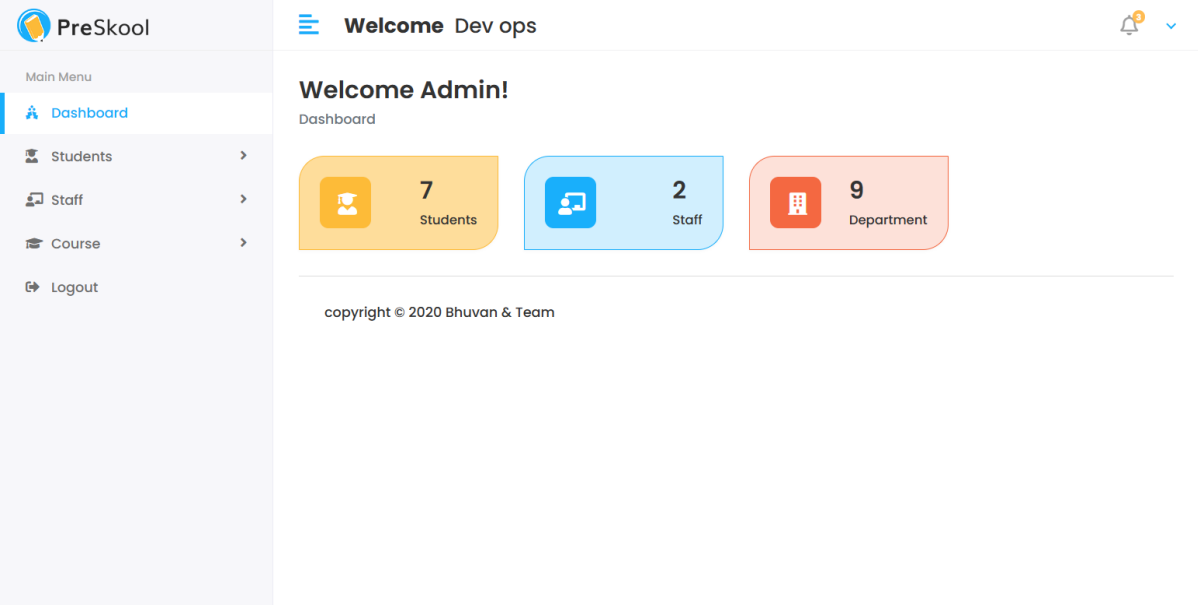 PreSkool
Welcome Dev ops
3
Main Menu
Dashboard
Students
Staff
Course
Logout
Welcome Admin!
Dashboard
7
Students
2
Staff
9
Department
copyright © 2020 Bhuvan & Team